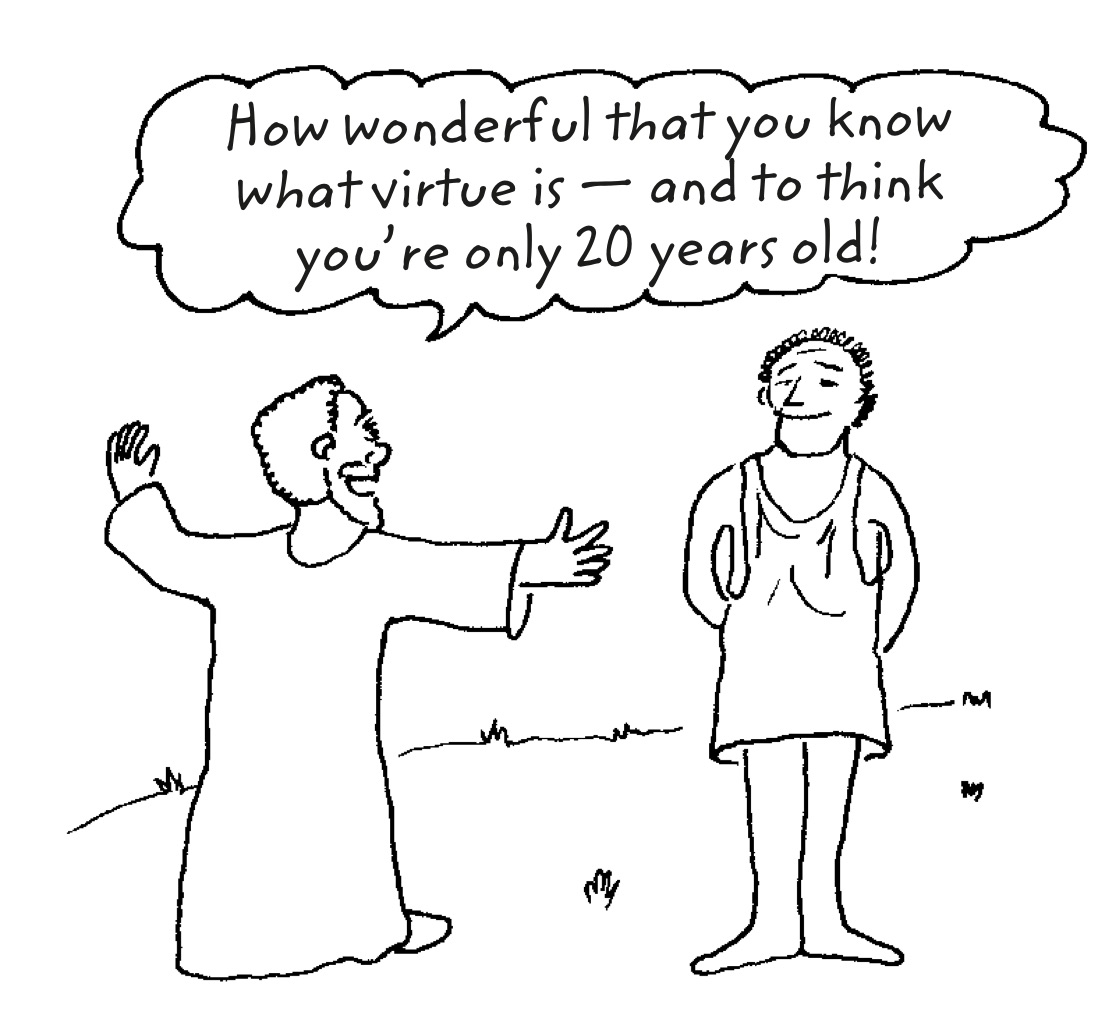 How wonderful that you know
what virtue is — and to think
you're only 20 years old!